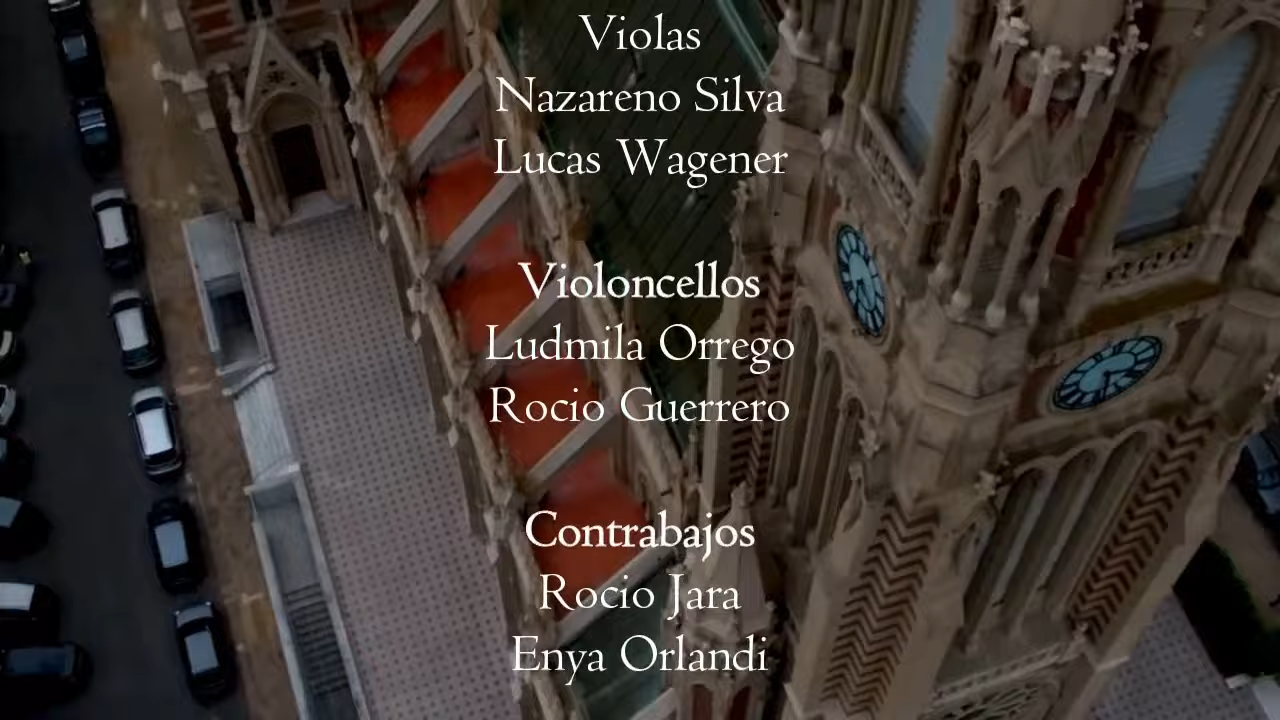 Violas
Nazareno Silva
Lucas Wagener
Violoncellos
Ludmila Orrego
Rocio Guerrero
Contrabajos
Rocio Jara
Enya Orlandi